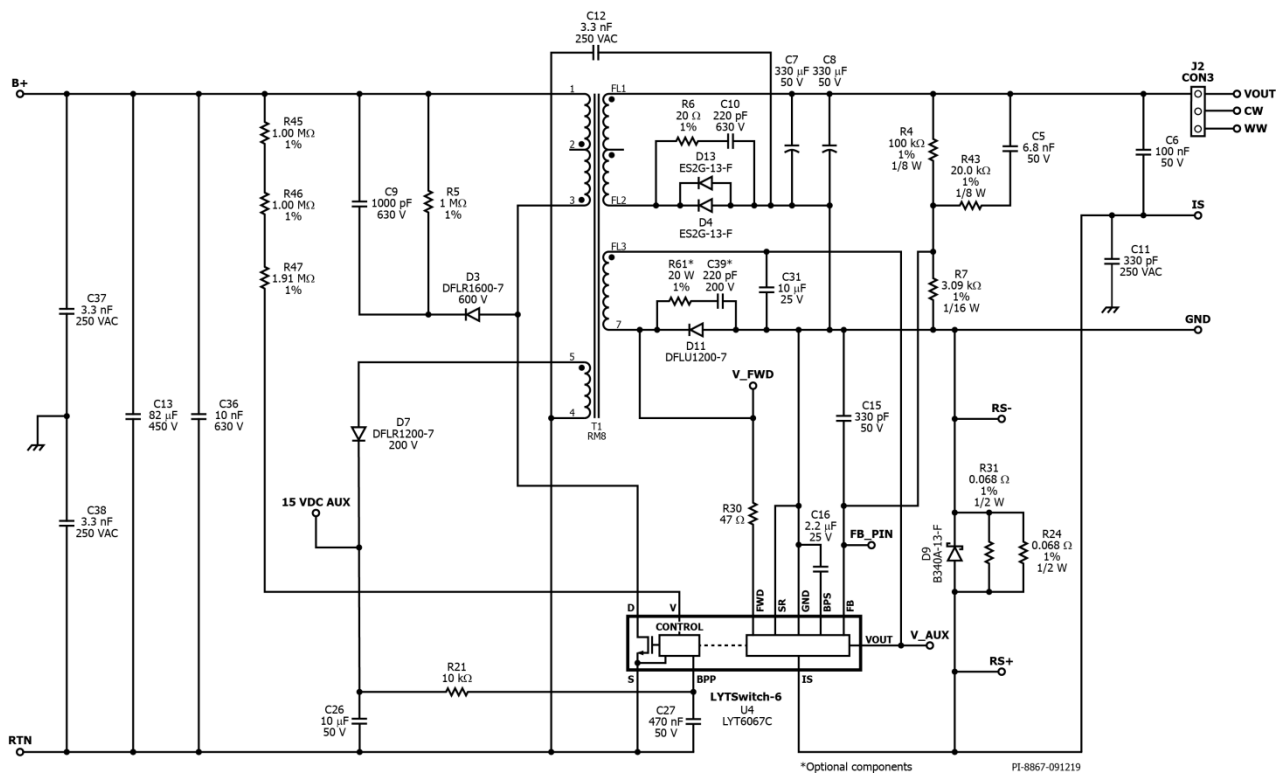 C12
3.3 nF
250 VAC
B+
R45
1.00 MΩ
1%
R46
1.00 MΩ
1%
R47
1.91 MΩ
1%
C9
1000 pF
630 V
R5
1 MΩ
1%
D3
DFLR1600-7
600 V
1
2
3
FL1
FL2
R6
20 Ω
1%
C10
220 pF
630 V
D13
ES2G-13-F
D4
ES2G-13-F
C7
330 μF
50 V
C8
330 μF
50 V
R4
100 kΩ
1%
1/8 W
R43
20.0 kΩ
1%
1/8 W
C5
6.8 nF
50 V
C6
100 nF
50 V
J2
CON3
VOUT
CW
WW
IS
C11
330 pF
250 VAC
FL3
7
R61*
20 W
1%
C39*
220 pF
200 V
D11
DFLU1200-7
C31
10 μF
25 V
R7
3.09 kΩ
1%
1/16 W
GND
C37
3.3 nF
250 VAC
C13
82 μF
450 V
C36
10 nF
630 V
C38
3.3 nF
250 VAC
5
4
T1
RM8
D7
DFLR1200-7
200 V
15 VDC AUX
V_FWD
R30
47 Ω
C15
330 pF
50 V
C16
2.2 μF
25 V
FB_PIN
RS-
R31
0.068 Ω
1%
1/2 W
R24
0.068 Ω
1%
1/2 W
D9
B340A-13-F
RS+
D
V
FWD
SR
GND
BPS
FB
CONTROL
VOUT
V_AUX
S
BPP
IS
LYTSwitch-6
U4
LYT6067C
R21
10 kΩ
C26
10 μF
50 V
C27
470 nF
50 V
RTN
*Optional components
PI-8867-091219